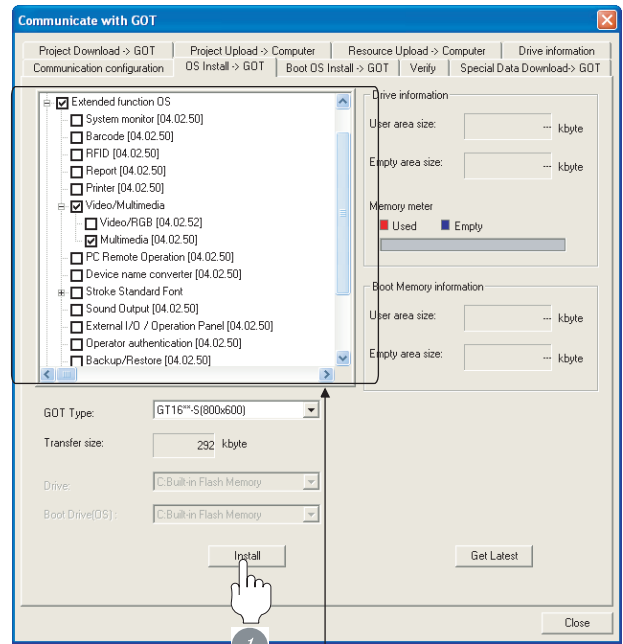 Communicate with GOT
Project Download -> GOT
Project Upload -> Computer
Resource Upload -> Computer
Drive information
Communication configuration
OS Install -> GOT
Boot OS Install -> GOT
Verify
Special Data Download-> GOT
Extended function OS
System monitor [04.02.50]
Barcode [04.02.50]
RFID [04.02.50]
Report [04.02.50]
Printer [04.02.50]
Video/Multimedia
Video/RGB [04.02.52]
Multimedia [04.02.50]
PC Remote Operation [04.02.50]
Device name converter [04.02.50]
Stroke Standard Font
Sound Output [04.02.50]
External I/O / Operation Panel [04.02.50]
Operator authentication [04.02.50]
Backup/Restore [04.02.50]
Drive information
User area size: --- kbyte
Empty area size: --- kbyte
Memory meter
Used Empty
Boot Memory information
User area size: --- kbyte
Empty area size: --- kbyte
GOT Type: GT16**-S(800x600)
Transfer size: 292 kbyte
Drive: C:Built-in Flash Memory
Boot Drive(OS) : C:Built-in Flash Memory
Install
Get Latest
1
Close